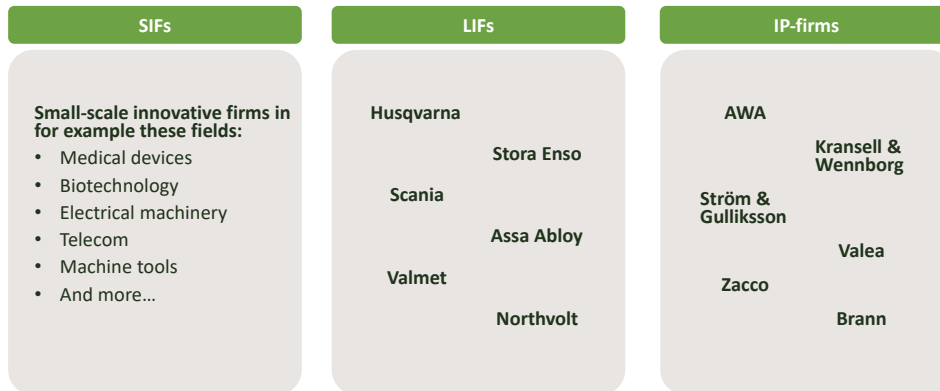 SIFs
Small-scale innovative firms in
for example these fields:
• Medical devices
• Biotechnology
• Electrical machinery
• Telecom
• Machine tools
• And more…
LIFs
Husqvarna
Stora Enso
Scania
Assa Abloy
Valmet
Northvolt
IP-firms
AWA
Kransell &
Wennborg
Ström &
Gulliksson
Valea
Zacco
Brann